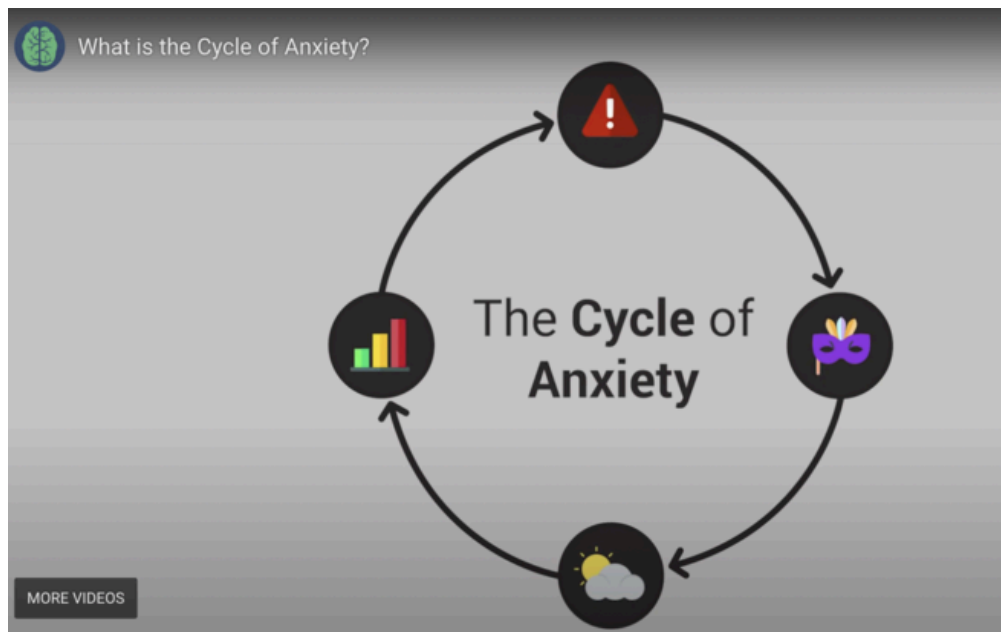 What is the Cycle of Anxiety?
The Cycle of
Anxiety
MORE VIDEOS